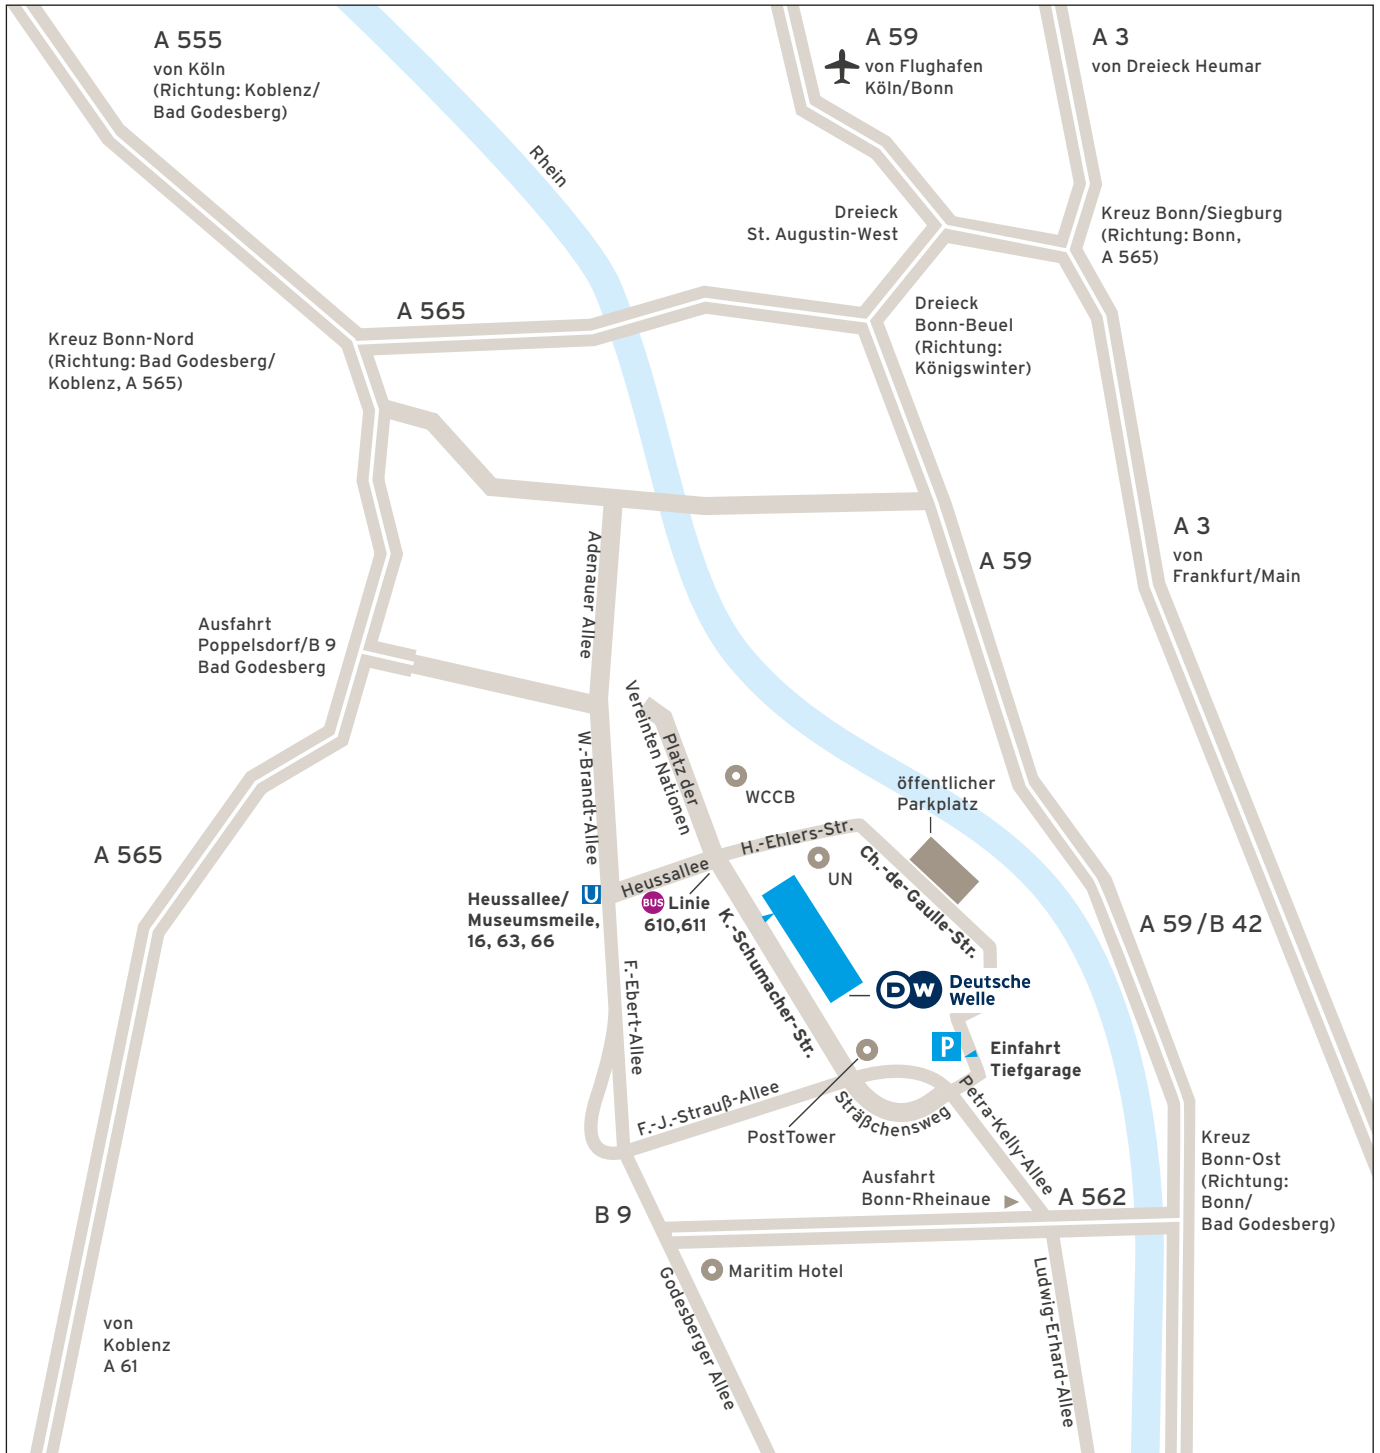 A 555
von Köln
(Richtung: Koblenz/
Bad Godesberg)
A 59
von Flughafen
Köln/Bonn
A 3
von Dreieck Heumar
Rhein
Dreieck
St. Augustin-West
Kreuz Bonn/Siegburg
(Richtung: Bonn,
A 565)
A 565
Dreieck
Bonn-Beuel
(Richtung:
Königswinter)
Kreuz Bonn-Nord
(Richtung: Bad Godesberg/
Koblenz, A 565)
A 3
von
Frankfurt/Main
A 59
Adenauer Allee
Ausfahrt
Poppelsdorf/B 9
Bad Godesberg
Platz der
Vereinten Nationen
W.-Brandt-Allee
WCCB
öffentlicher
Parkplatz
H.-Ehlers-Str.
UN
Ch.-de-Gaulle-Str.
A 565
Heussallee
Heussallee/
Museumsmeile,
16, 63, 66
U
BUS Linie
610,611
K.-Schumacher-Str.
A 59/B 42
DW Deutsche
Welle
F.-Ebert-Allee
P
Einfahrt
Tiefgarage
F.-J.-Strauß-Allee
Sträßchensweg
Petra-Kelly-Allee
PostTower
Kreuz
Bonn-Ost
(Richtung:
Bonn/
Bad Godesberg)
Ausfahrt
Bonn-Rheinaue
A 562
B 9
Maritim Hotel
Godesberger Allee
Ludwig-Erhard-Allee
von
Koblenz
A 61